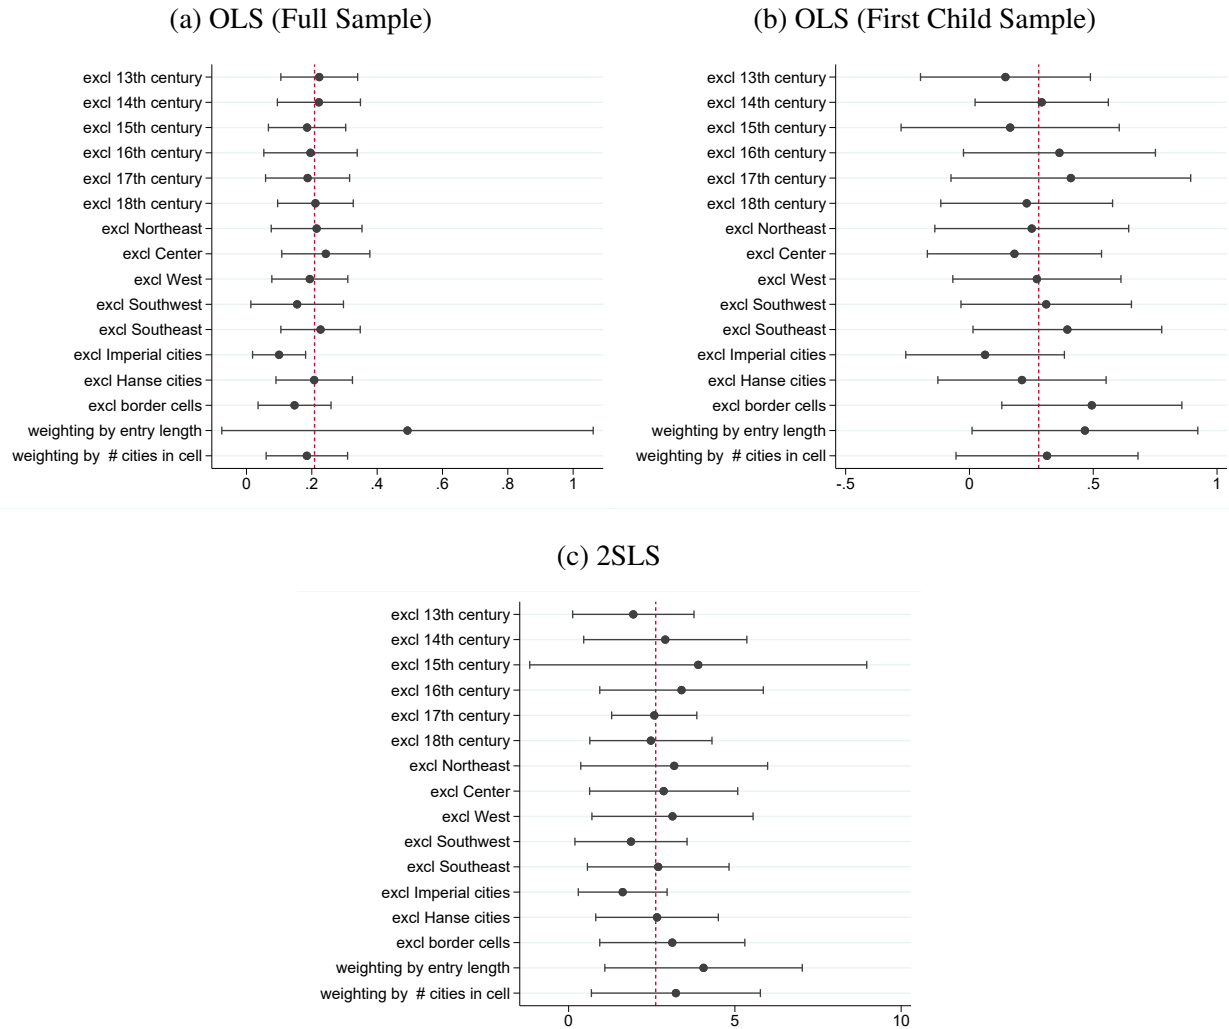 (a) OLS (Full Sample)
excl 13th century
excl 14th century
excl 15th century
excl 16th century
excl 17th century
excl 18th century
excl Northeast
excl Center
excl West
excl Southwest
excl Southeast
excl Imperial cities
excl Hanse cities
excl border cells
weighting by entry length
weighting by # cities in cell
0 .2 .4 .6 .8 1
(b) OLS (First Child Sample)
excl 13th century
excl 14th century
excl 15th century
excl 16th century
excl 17th century
excl 18th century
excl Northeast
excl Center
excl West
excl Southwest
excl Southeast
excl Imperial cities
excl Hanse cities
excl border cells
weighting by entry length
weighting by # cities in cell
-.5 0 .5 1
(c) 2SLS
excl 13th century
excl 14th century
excl 15th century
excl 16th century
excl 17th century
excl 18th century
excl Northeast
excl Center
excl West
excl Southwest
excl Southeast
excl Imperial cities
excl Hanse cities
excl border cells
weighting by entry length
weighting by # cities in cell
0 5 10